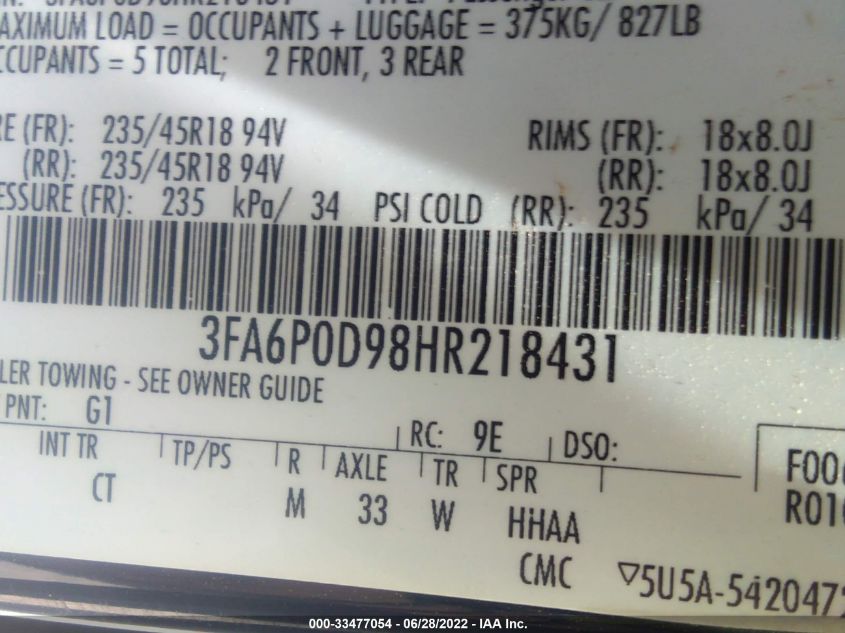 AXIMUM LOAD = OCCUPANTS + LUGGAGE = 375KG/ 827LB
CCUPANTS = 5 TOTAL; 2 FRONT, 3 REAR
RE (FR): 235/45R18 94V RIMS (FR): 18x8.0J
(RR): 235/45R18 94V (RR): 18x8.0J
ESSURE (FR): 235 kPa/ 34 PSI COLD (RR): 235 kPa/ 34
3FA6P0D98HR218431
LER TOWING - SEE OWNER GUIDE
PNT: G1 RC: 9E DSO:
INT TR TP/PS R AXLE TR SPR F00
CT M 33 W HHAA R01
CMC ▽5U5A-542047
000-33477054 / 06/28/2022 - IAA Inc.